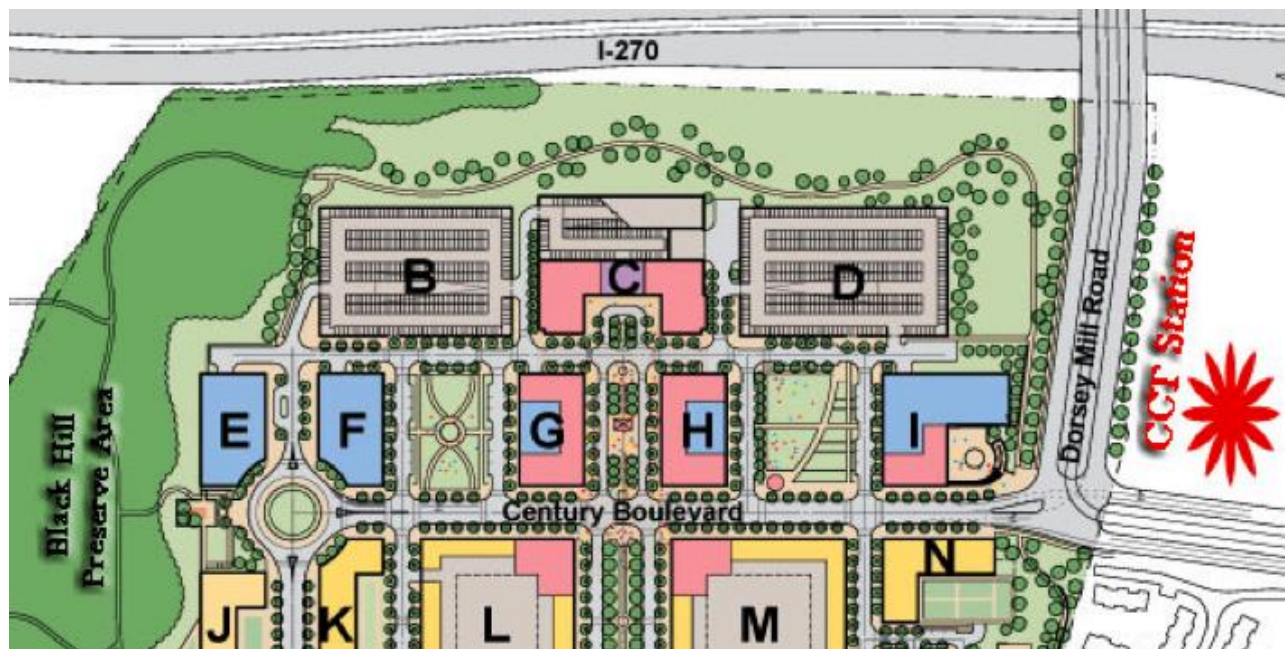 I-270
B
C
D
Dorsey Mill Road
CCT Station
Black Hill
Preserve Area
E
F
G
H
I
Century Boulevard
J
K
L
M
N